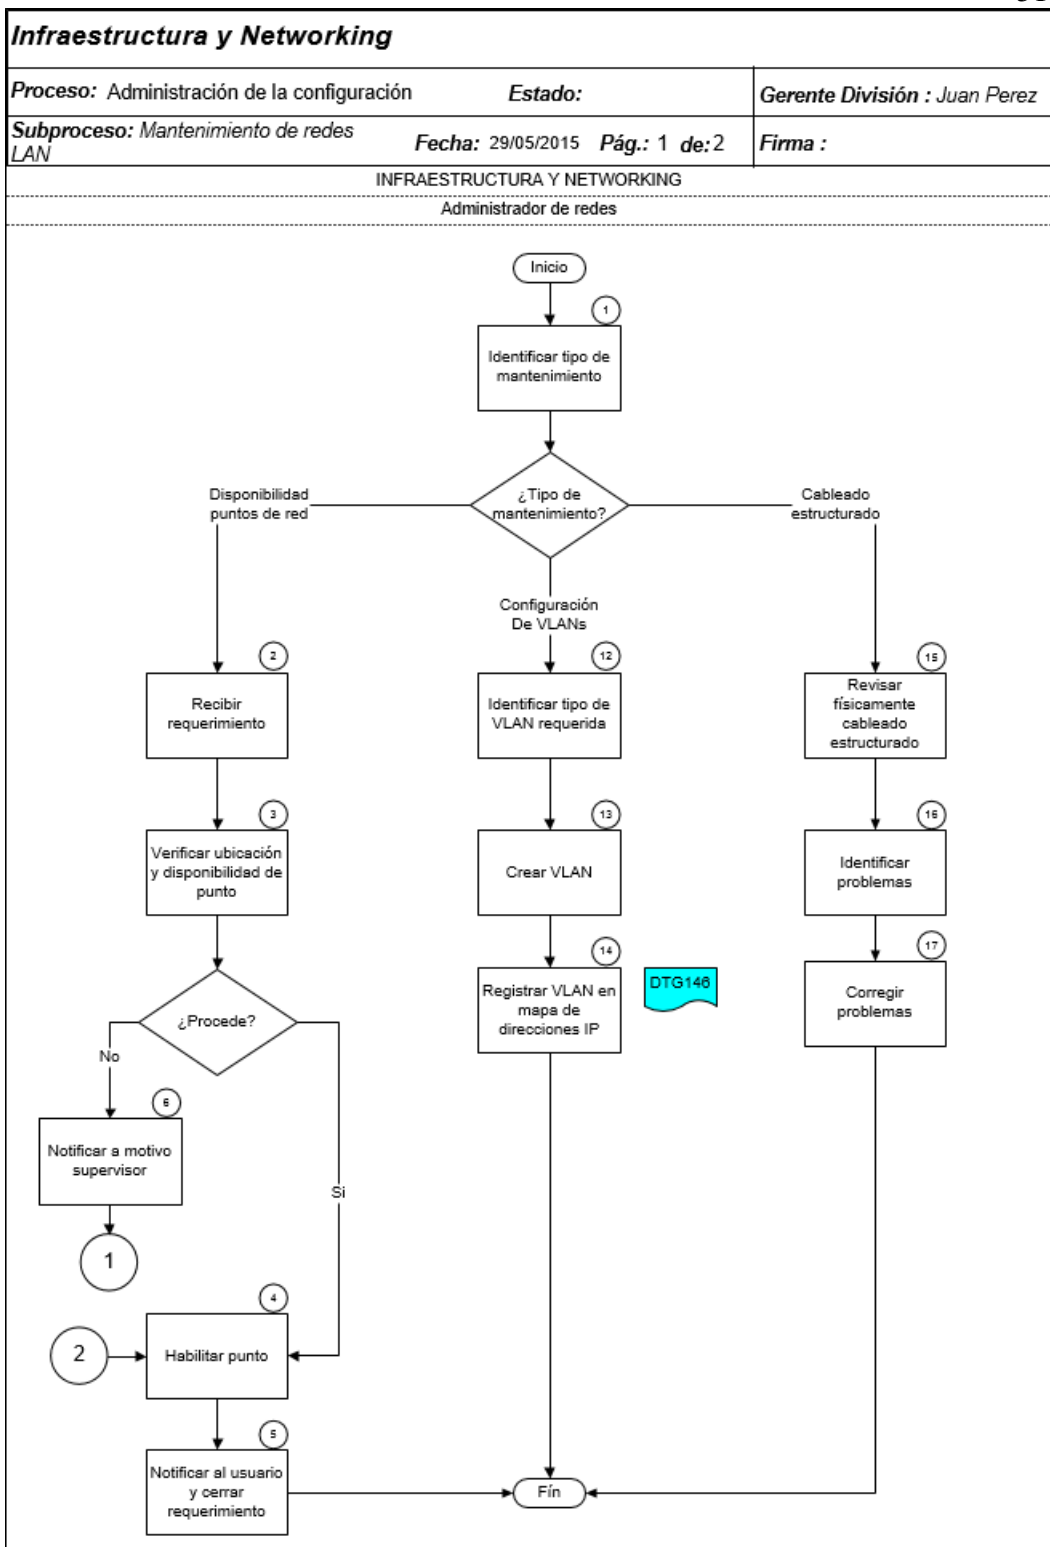 Infraestructura y Networking
Proceso: Administración de la configuración
Estado:
Gerente División : Juan Perez
Subproceso: Mantenimiento de redes
LAN
Fecha: 29/05/2015 Pág.: 1 de: 2
Firma :
INFRAESTRUCTURA Y NETWORKING
Administrador de redes
Inicio
1
Identificar tipo de
mantenimiento
¿Tipo de
mantenimiento?
Disponibilidad
puntos de red
Cableado
estructurado
Configuración
De VLANs
2
Recibir
requerimiento
12
Identificar tipo de
VLAN requerida
15
Revisar
físicamente
cableado
estructurado
3
Verificar ubicación
y disponibilidad de
punto
13
Crear VLAN
16
Identificar
problemas
14
Registrar VLAN en
mapa de
direcciones IP
DTG146
17
Corregir
problemas
¿Procede?
No
Si
6
Notificar a motivo
supervisor
1
4
Habilitar punto
2
5
Notificar al usuario
y cerrar
requerimiento
Fín